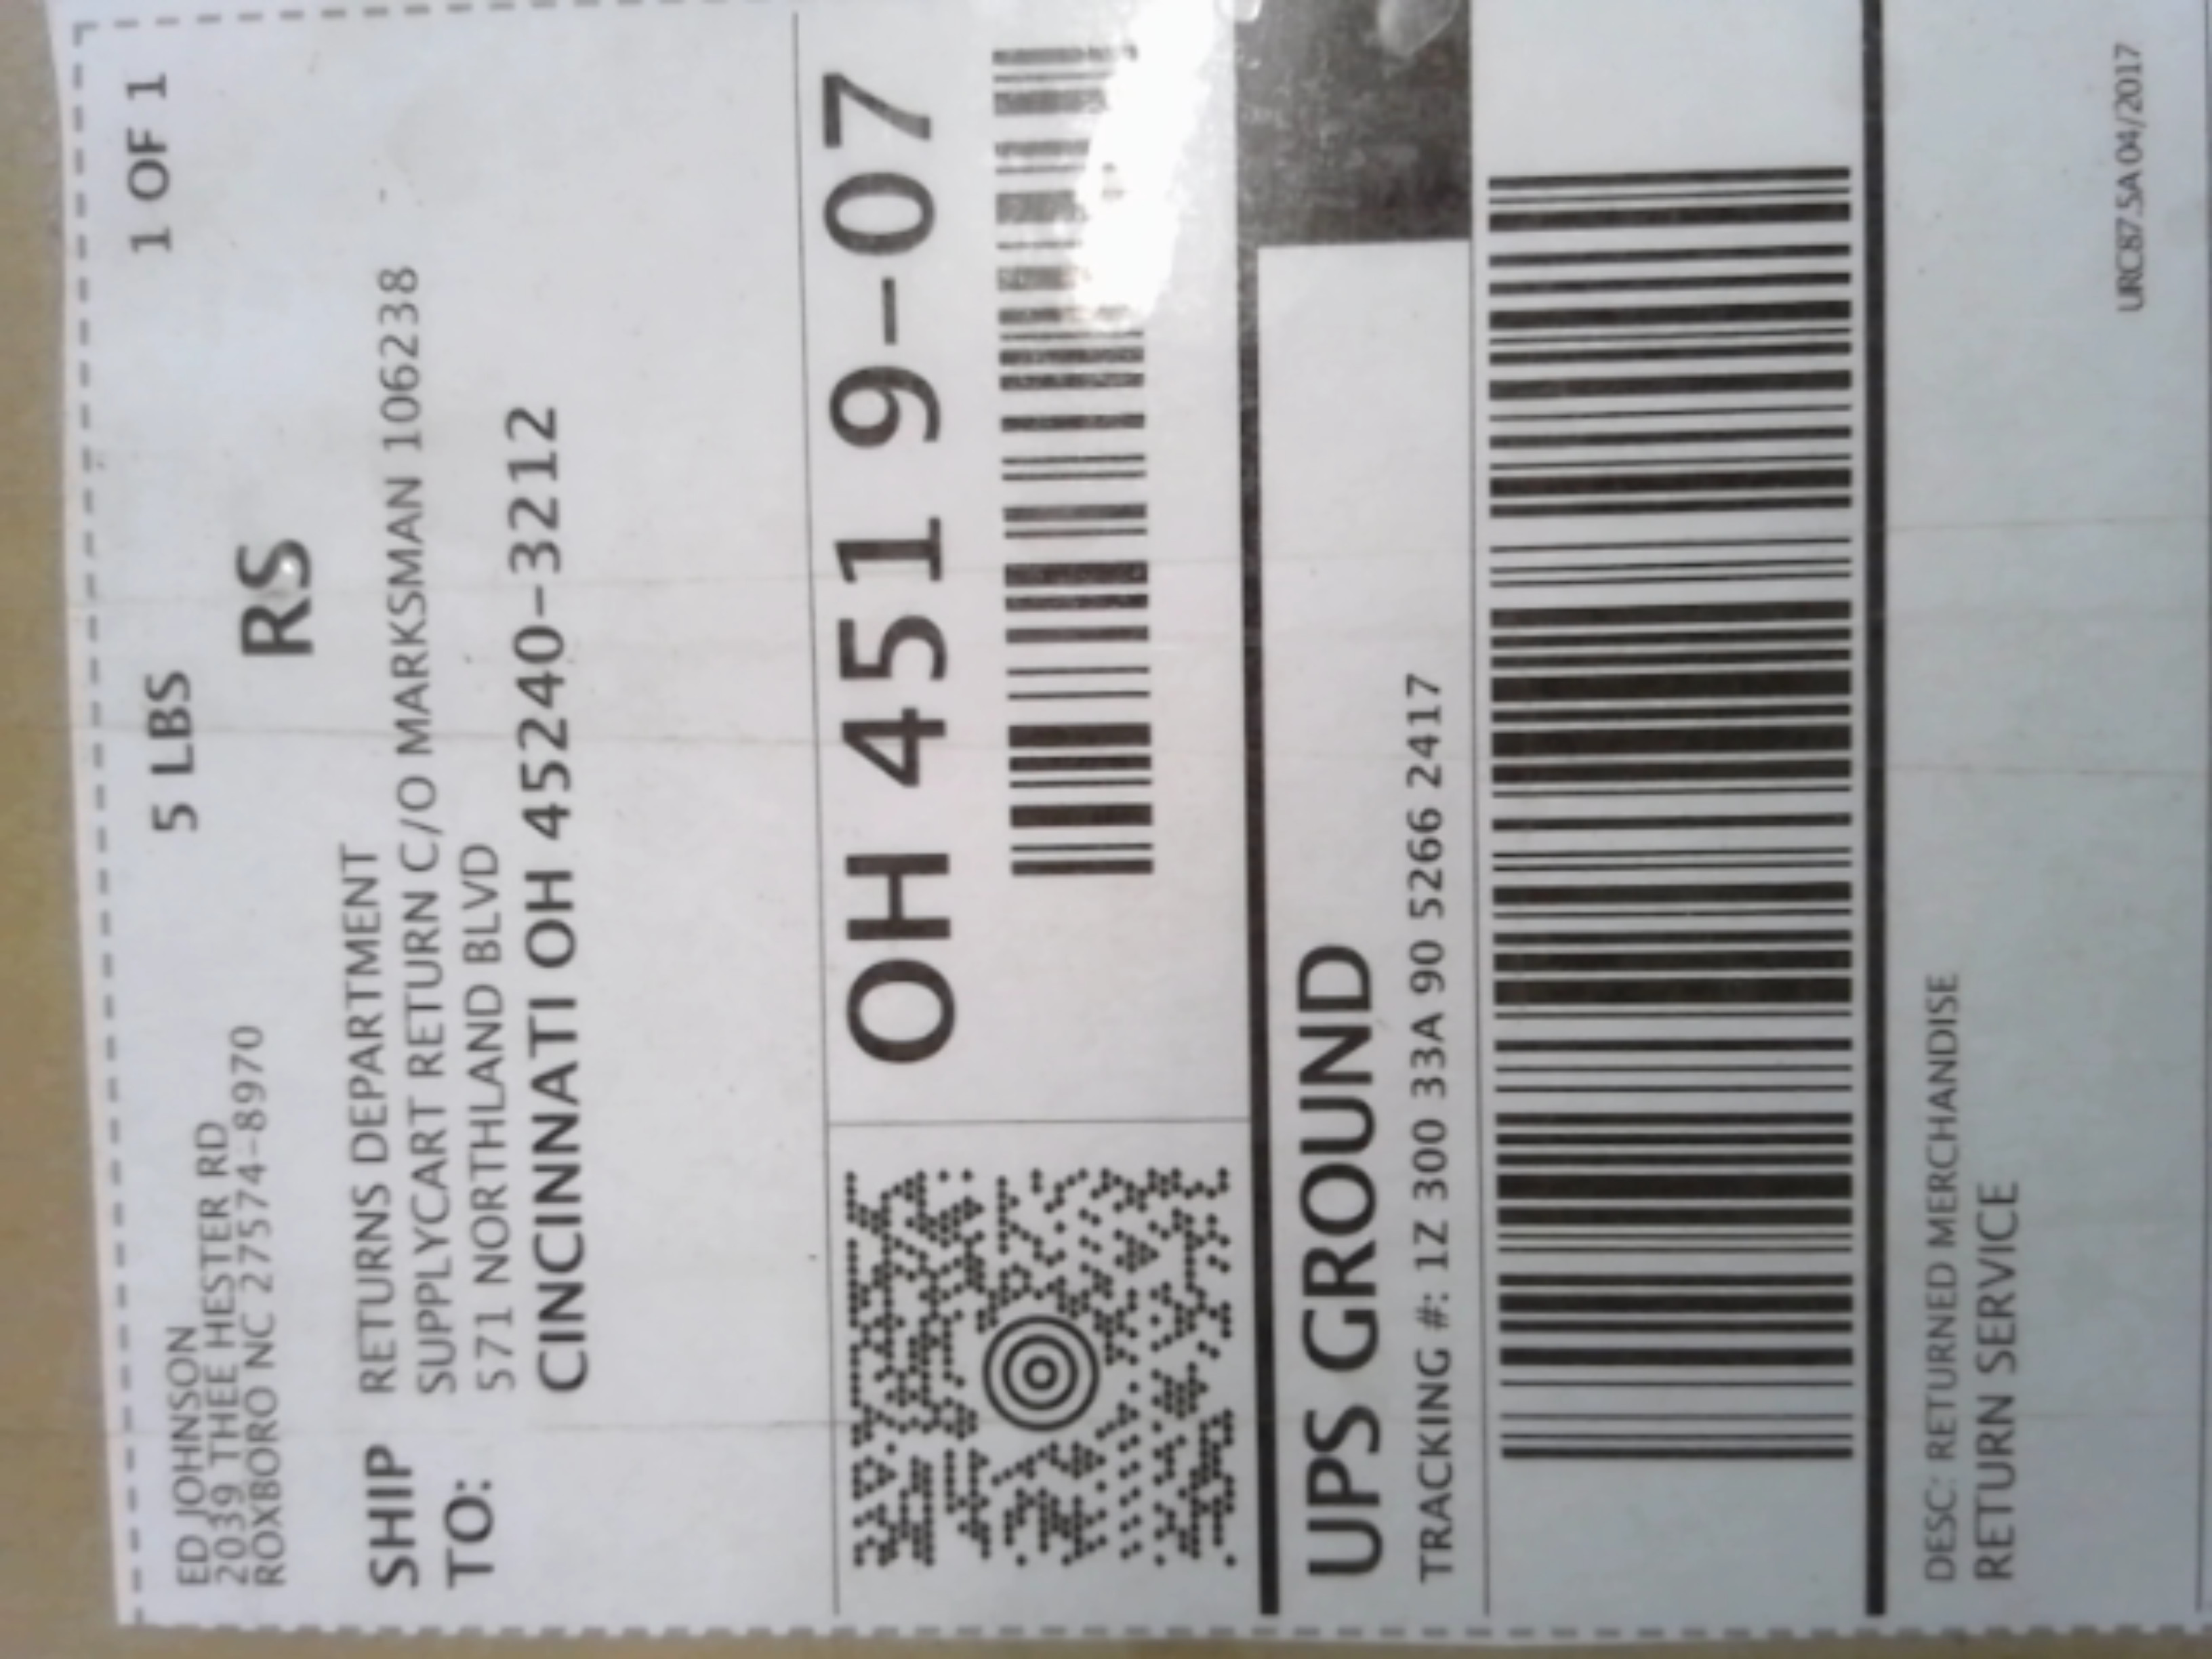 ED JOHNSON
2039 THEE HESTER RD
ROXBORO NC 27574-8970
5 LBS
1 OF 1
RS
SHIP TO:
RETURNS DEPARTMENT
SUPPLYCART RETURN C/O MARKSMAN 106238
571 NORTHLAND BLVD
CINCINNATI OH 45240-3212
OH 451 9-07
UPS GROUND
TRACKING #: 1Z 300 33A 90 5266 2417
DESC: RETURNED MERCHANDISE
RETURN SERVICE
URC87.5A 04/2017